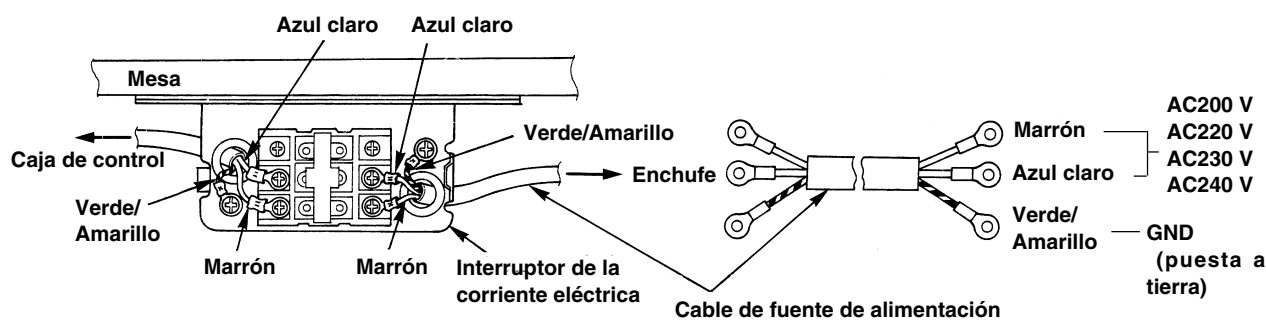 Azul claro
Azul claro
Mesa
Caja de control
Verde/
Amarillo
Marrón
Marrón
Verde/Amarillo
Enchufe
Interruptor de la
corriente eléctrica
Cable de fuente de alimentación
Marrón
Azul claro
Verde/
Amarillo
AC200 V
AC220 V
AC230 V
AC240 V
GND
(puesta a
tierra)